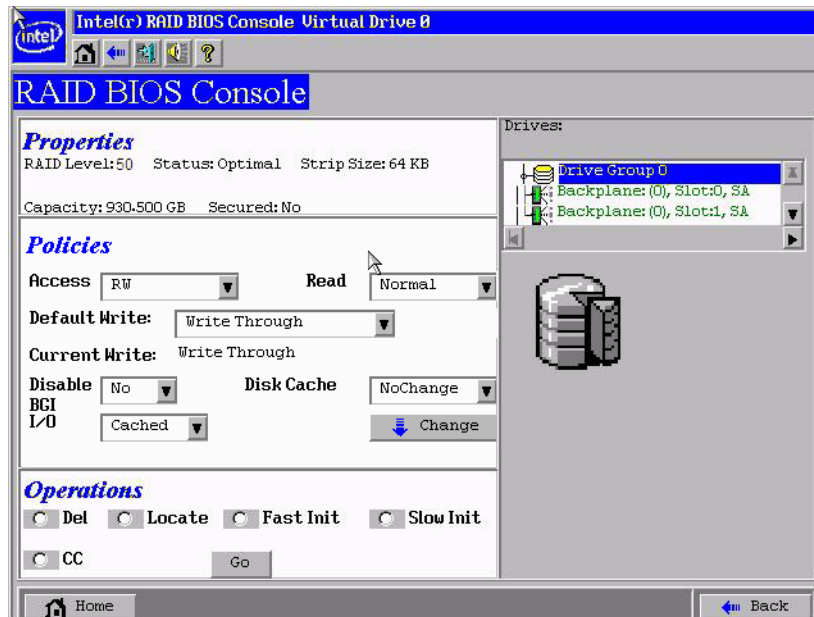 intel
Intel(r) RAID BIOS Console Virtual Drive 0
?
RAID BIOS Console
Properties
RAID Level:50 Status: Optimal Strip Size: 64 KB
Capacity: 930.500 GB Secured: No
Policies
Access RW Read Normal
Default Write: Write Through
Current Write: Write Through
Disable BGI No Disk Cache NoChange
I/O Cached Change
Operations
Del Locate Fast Init Slow Init
CC Go
Drives:
Drive Group 0
Backplane: (0), Slot:0, SA
Backplane: (0), Slot:1, SA
Home Back